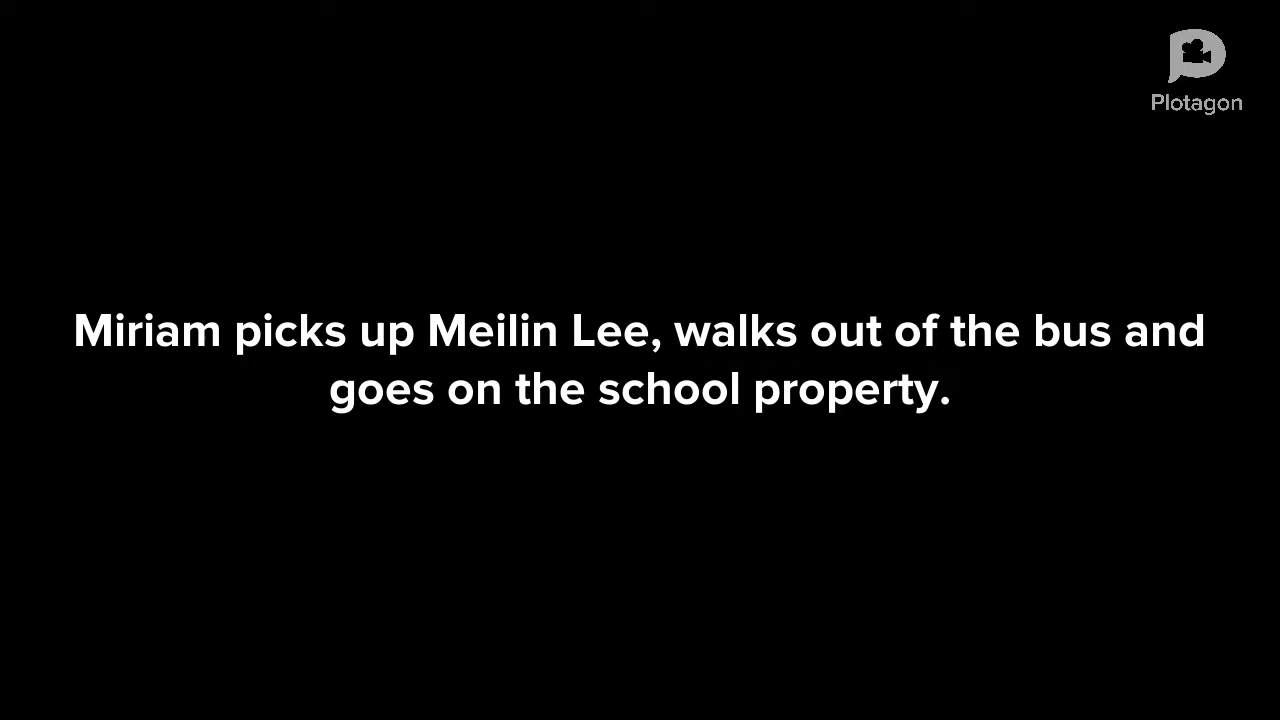 Plotagon
Miriam picks up Meilin Lee, walks out of the bus and
goes on the school property.